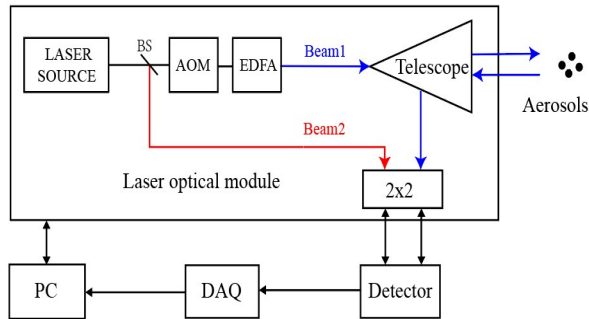 LASER
SOURCE
BS
AOM
EDFA
Beam1
Telescope
Aerosols
Beam2
Laser optical module
2x2
PC
DAQ
Detector